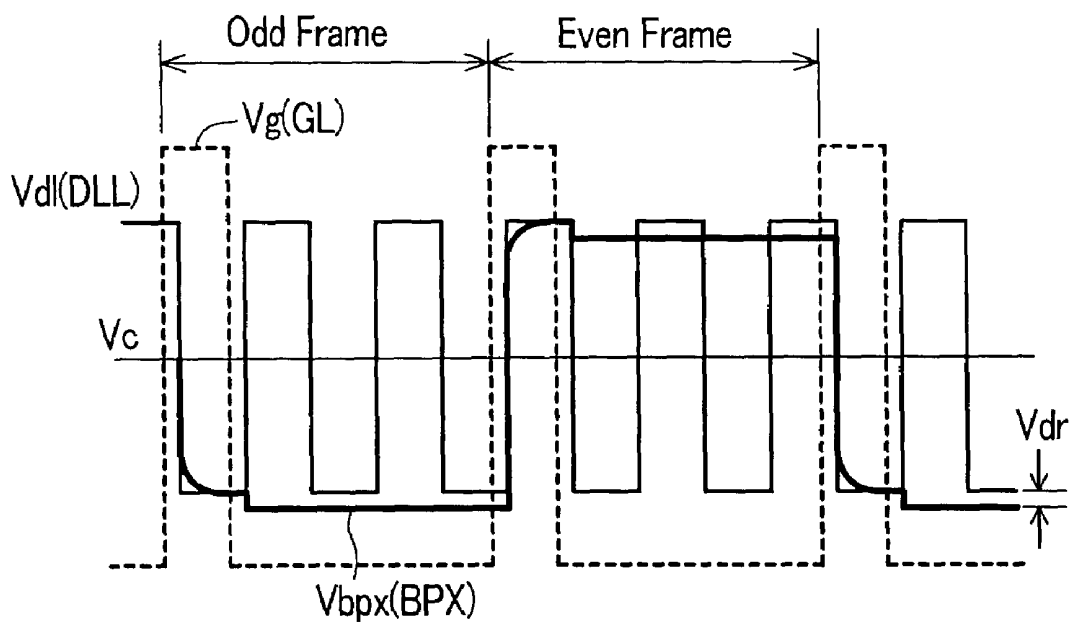 Odd Frame
Even Frame
Vg(GL)
Vdl(DLL)
Vc
Vdr
Vbpx(BPX)